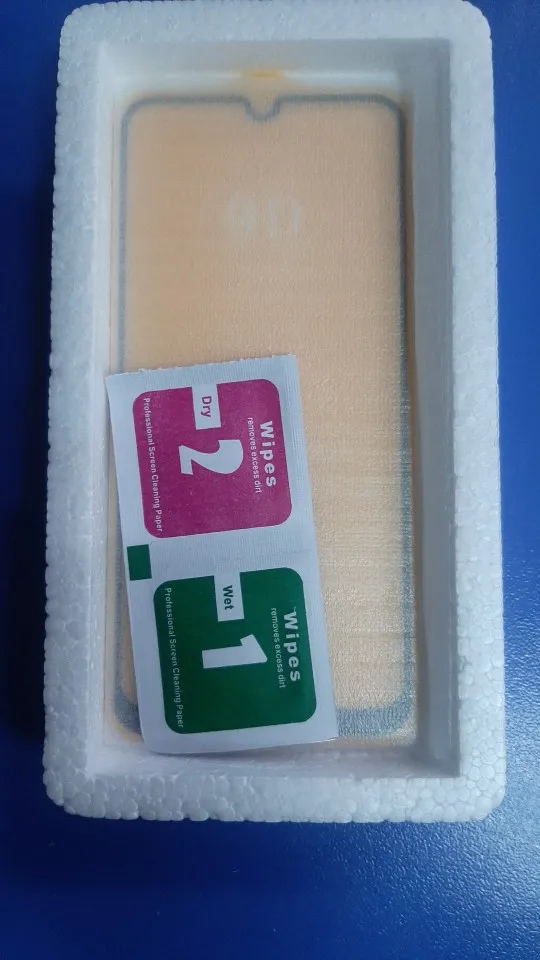 Wipes
removes excess dirt
Dry
2
Professional Screen Cleaning Paper
Wipes
removes excess dirt
Wet
1
Professional Screen Cleaning Paper